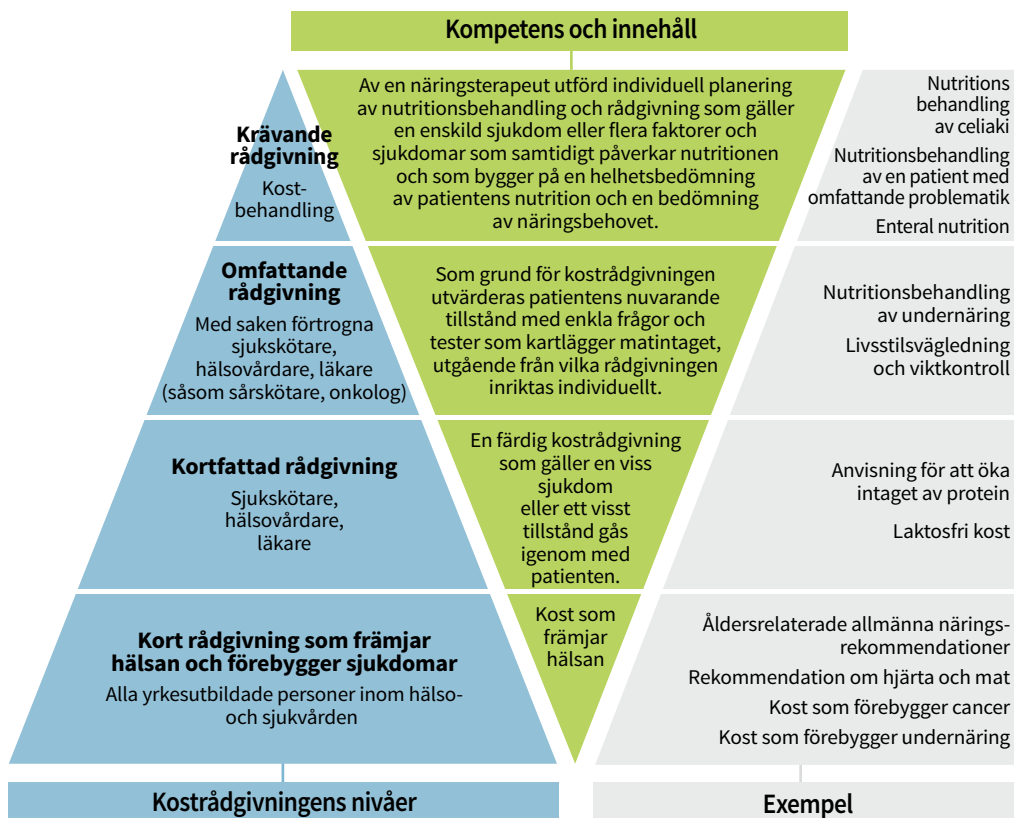 Kompetens och innehåll
Krävande
rådgivning
Kost-
behandling
Av en näringsterapeut utförd individuell planering
av nutritionsbehandling och rådgivning som gäller
en enskild sjukdom eller flera faktorer och
sjukdomar som samtidigt påverkar nutritionen
och som bygger på en helhetsbedömning
av patientens nutrition och en bedömning
av näringsbehovet.
Nutritions
behandling
av celiaki
Nutritionsbehandling
av en patient med
omfattande problematik
Enteral nutrition
Omfattande
rådgivning
Med saken förtrogna
sjukskötare,
hälsovårdare, läkare
(såsom sårskötare, onkolog)
Som grund för kostrådgivningen
utvärderas patientens nuvarande
tillstånd med enkla frågor och
tester som kartlägger matintaget,
utgående från vilka rådgivningen
inriktas individuellt.
Nutritionsbehandling
av undernäring
Livsstilsvägledning
och viktkontroll
Kortfattad rådgivning
Sjukskötare,
hälsovårdare,
läkare
En färdig kostrådgivning
som gäller en viss
sjukdom
eller ett visst
tillstånd gås
igenom med
patienten.
Anvisning för att öka
intaget av protein
Laktosfri kost
Kort rådgivning som främjar
hälsan och förebygger sjukdomar
Alla yrkesutbildade personer inom hälso-
och sjukvården
Kost som
främjar
hälsan
Åldersrelaterade allmänna närings-
rekommendationer
Rekommendation om hjärta och mat
Kost som förebygger cancer
Kost som förebygger undernäring
Kostrådgivningens nivåer
Exempel